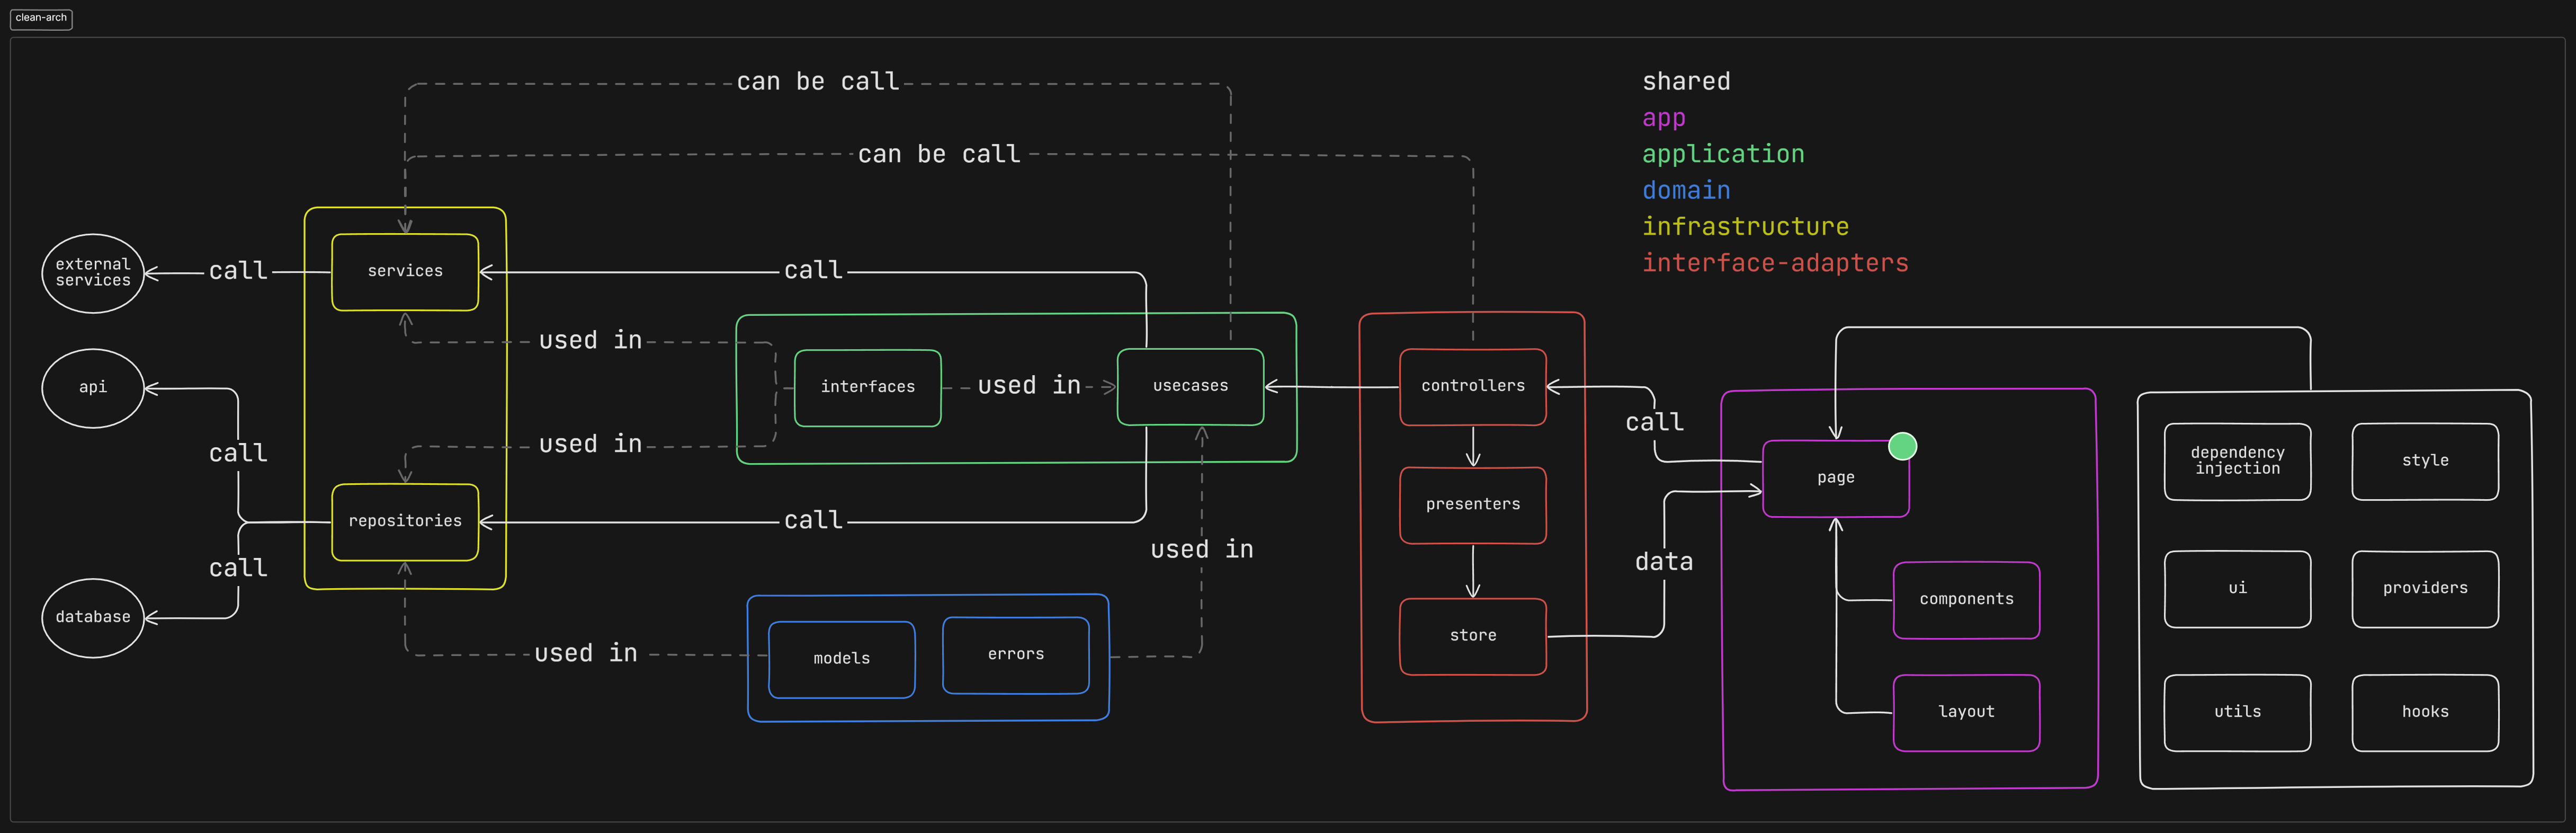 clean-arch
can be call
can be call
shared
app
application
domain
infrastructure
interface-adapters
external
services
call
services
call
used in
api
interfaces
used in
usecases
controllers
call
call
used in
page
dependency
injection
style
presenters
repositories
call
used in
data
call
database
ui
providers
components
used in
models
errors
store
layout
utils
hooks